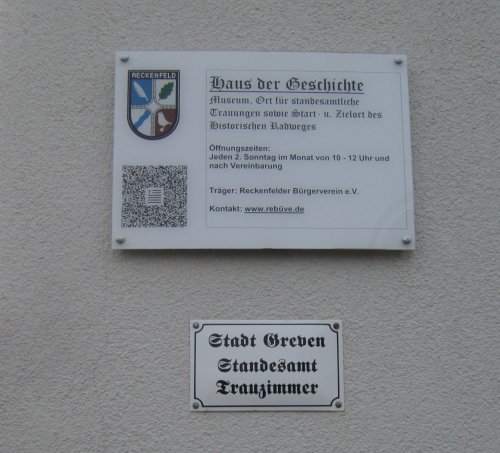 RECKENFELD
Haus der Geschichte
Museum, Ort für standesamtliche
Trauungen sowie Start- u. Zielort des
Historischen Radweges
Öffnungszeiten:
Jeden 2. Sonntag im Monat von 10 - 12 Uhr und
nach Vereinbarung
Träger: Reckenfelder Bürgerverein e.V.
Kontakt: www.rebüve.de
Stadt Greven
Standesamt
Trauzimmer